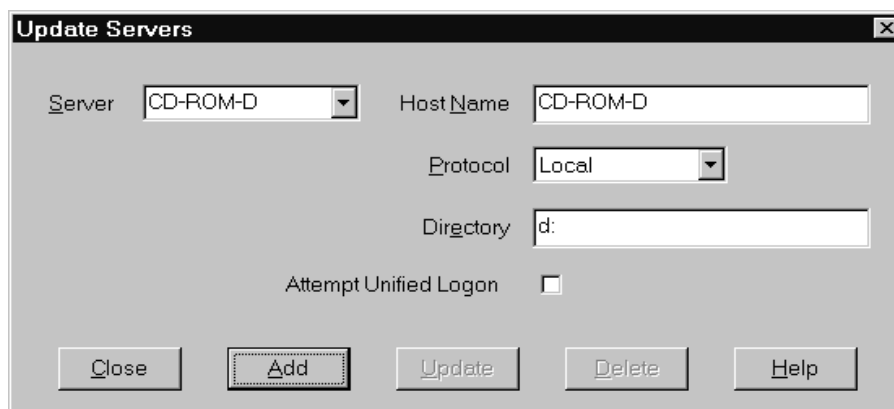 Update Servers
Server CD-ROM-D Host Name CD-ROM-D
Protocol Local
Directory d:
Attempt Unified Logon
Close Add Update Delete Help